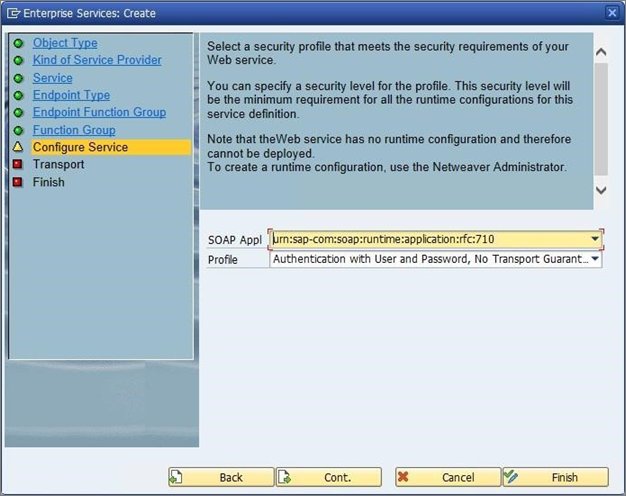 Enterprise Services: Create
Object Type
Kind of Service Provider
Service
Endpoint Type
Endpoint Function Group
Function Group
Configure Service
Transport
Finish
Select a security profile that meets the security requirements of your
Web service.
You can specify a security level for the profile. This security level will
be the minimum requirement for all the runtime configurations for this
service definition.
Note that theWeb service has no runtime configuration and therefore
cannot be deployed.
To create a runtime configuration, use the Netweaver Administrator.
SOAP Appl urn:sap-com:soap:runtime:application:rfc:710
Profile Authentication with User and Password, No Transport Guarant...
Back Cont. Cancel Finish